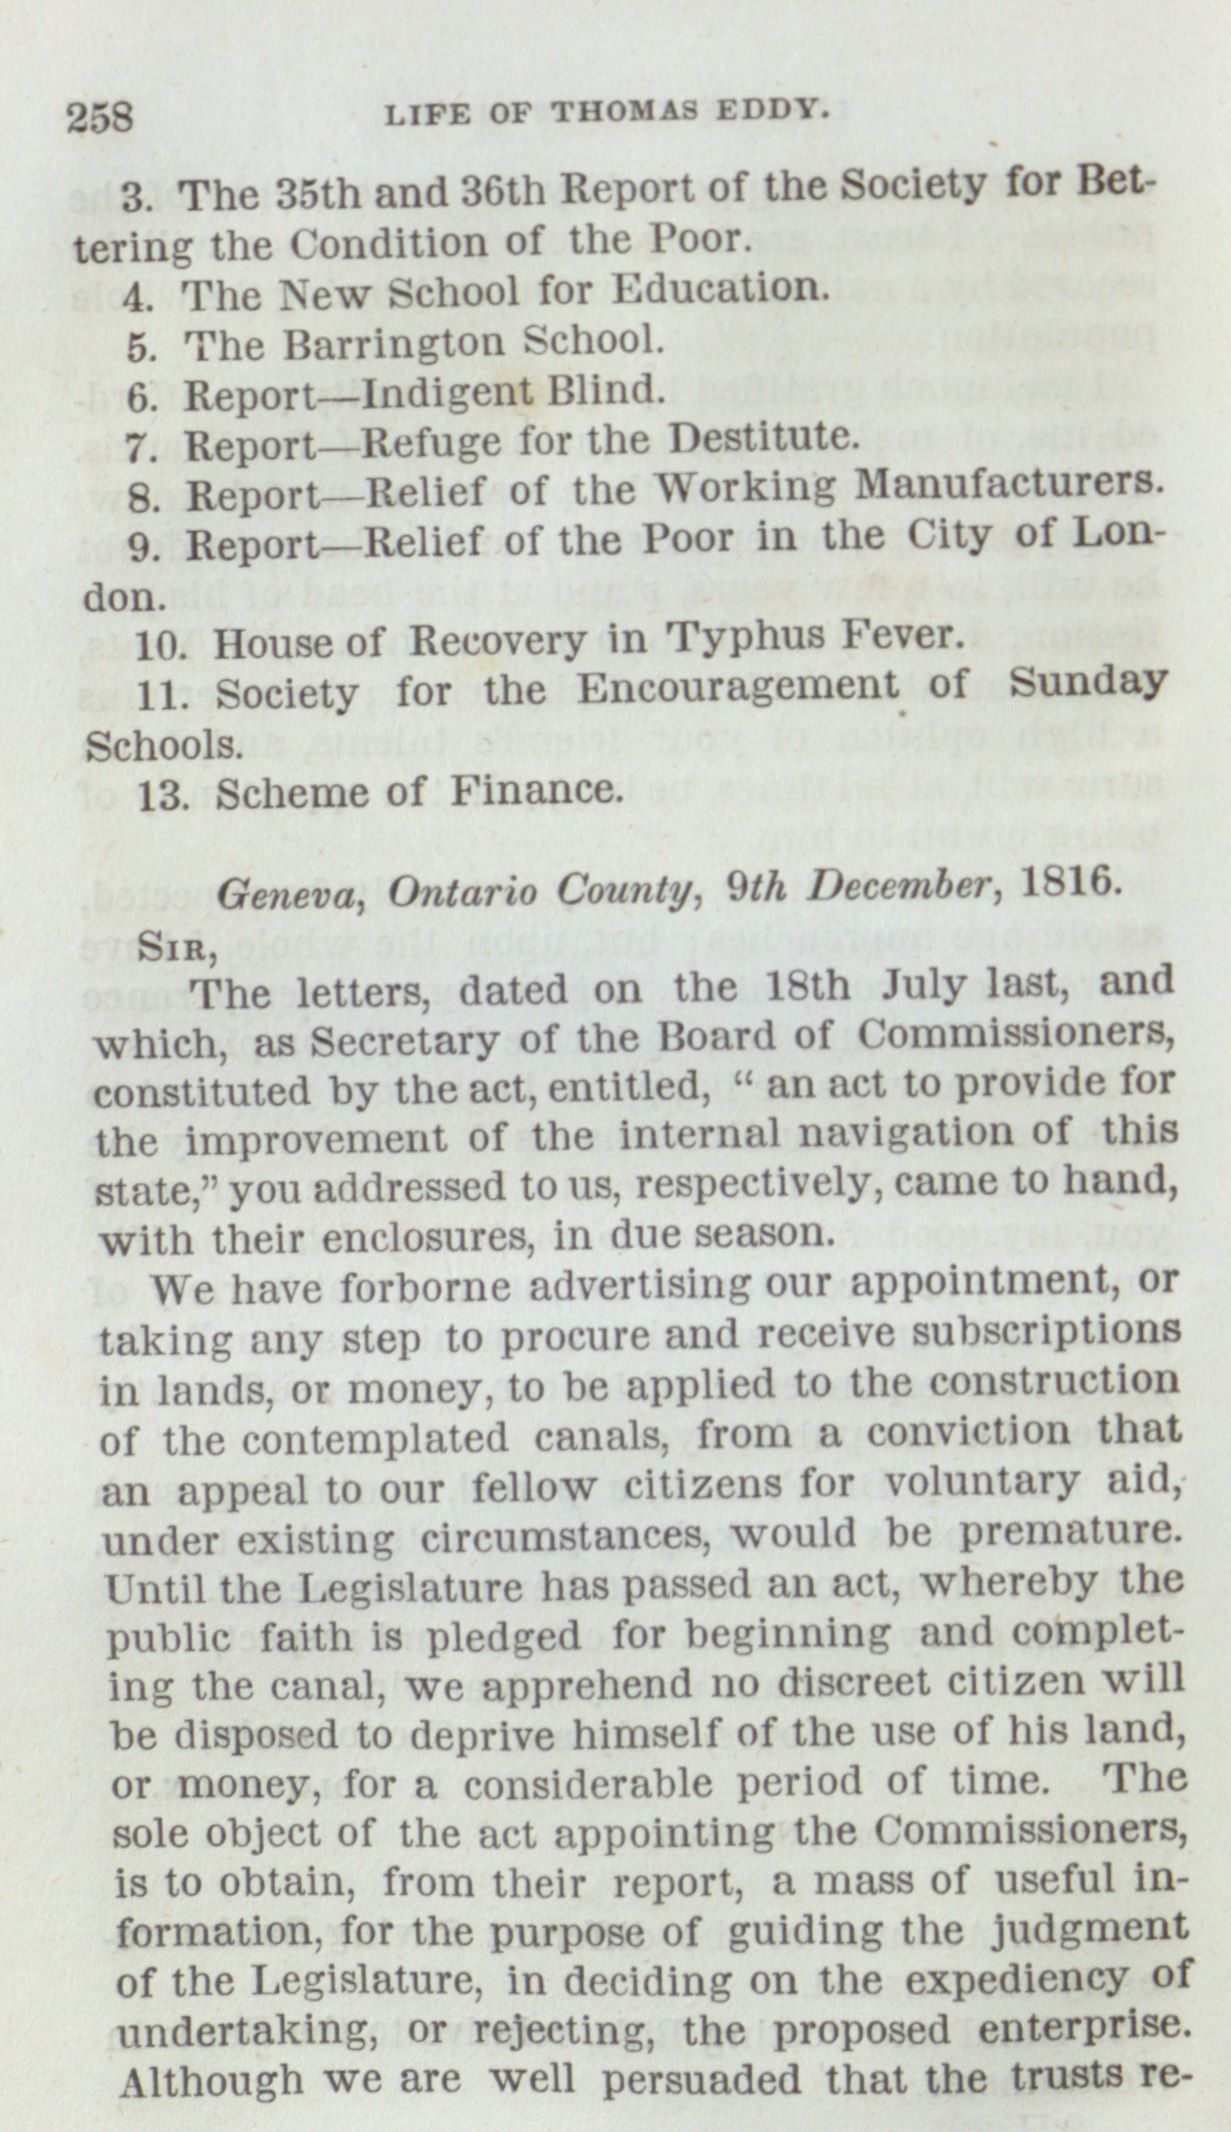 258 LIFE OF THOMAS EDDY.
3. The 35th and 36th Report of the Society for Bet-
tering the Condition of the Poor.
4. The New School for Education.
5. The Barrington School.
6. Report—Indigent Blind.
7. Report—Refuge for the Destitute.
8. Report—Relief of the Working Manufacturers.
9. Report—Relief of the Poor in the City of Lon-
don.
10. House of Recovery in Typhus Fever.
11. Society for the Encouragement of Sunday
Schools.
13. Scheme of Finance.
Geneva, Ontario County, 9th December, 1816.
SIR,
The letters, dated on the 18th July last, and
which, as Secretary of the Board of Commissioners,
constituted by the act, entitled, “ an act to provide for
the improvement of the internal navigation of this
state,” you addressed to us, respectively, came to hand,
with their enclosures, in due season.
We have forborne advertising our appointment, or
taking any step to procure and receive subscriptions
in lands, or money, to be applied to the construction
of the contemplated canals, from a conviction that
an appeal to our fellow citizens for voluntary aid,
under existing circumstances, would be premature.
Until the Legislature has passed an act, whereby the
public faith is pledged for beginning and complet-
ing the canal, we apprehend no discreet citizen will
be disposed to deprive himself of the use of his land,
or money, for a considerable period of time. The
sole object of the act appointing the Commissioners,
is to obtain, from their report, a mass of useful in-
formation, for the purpose of guiding the judgment
of the Legislature, in deciding on the expediency of
undertaking, or rejecting, the proposed enterprise.
Although we are well persuaded that the trusts re-